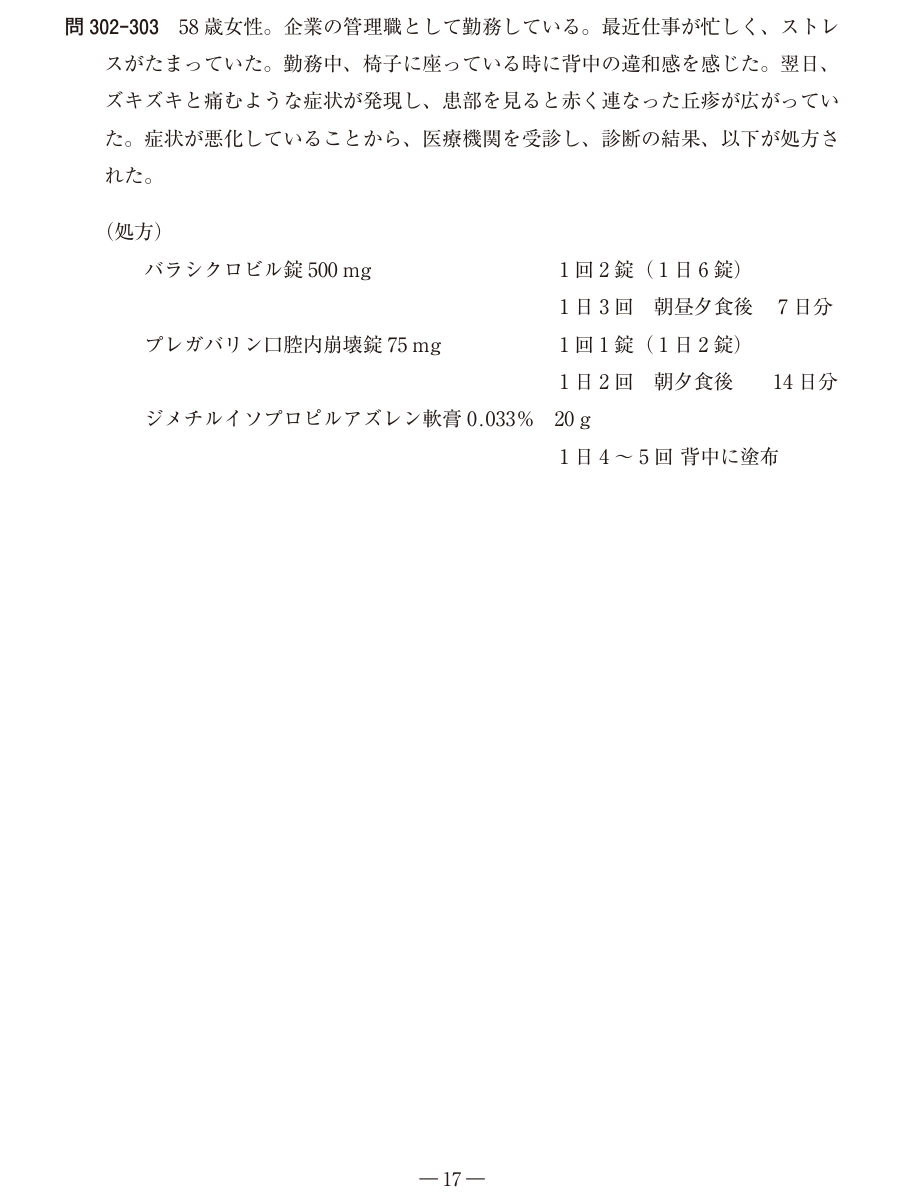 問 302-303　58 歳女性。企業の管理職として勤務している。最近仕事が忙しく、ストレ
スがたまっていた。勤務中、椅子に座っている時に背中の違和感を感じた。翌日、
ズキズキと痛むような症状が発現し、患部を見ると赤く連なった丘疹が広がってい
た。症状が悪化していることから、医療機関を受診し、診断の結果、以下が処方さ
れた。
（処方）
バラシクロビル錠 500 mg　1 回 2 錠（ 1 日 6 錠）
1 日 3 回　朝昼夕食後　7 日分
プレガバリン口腔内崩壊錠 75 mg　1 回 1 錠（ 1 日 2 錠）
1 日 2 回　朝夕食後　14 日分
ジメチルイソプロピルアズレン軟膏 0.033%　20 g
1 日 4 ～ 5 回 背中に塗布
— 17 —